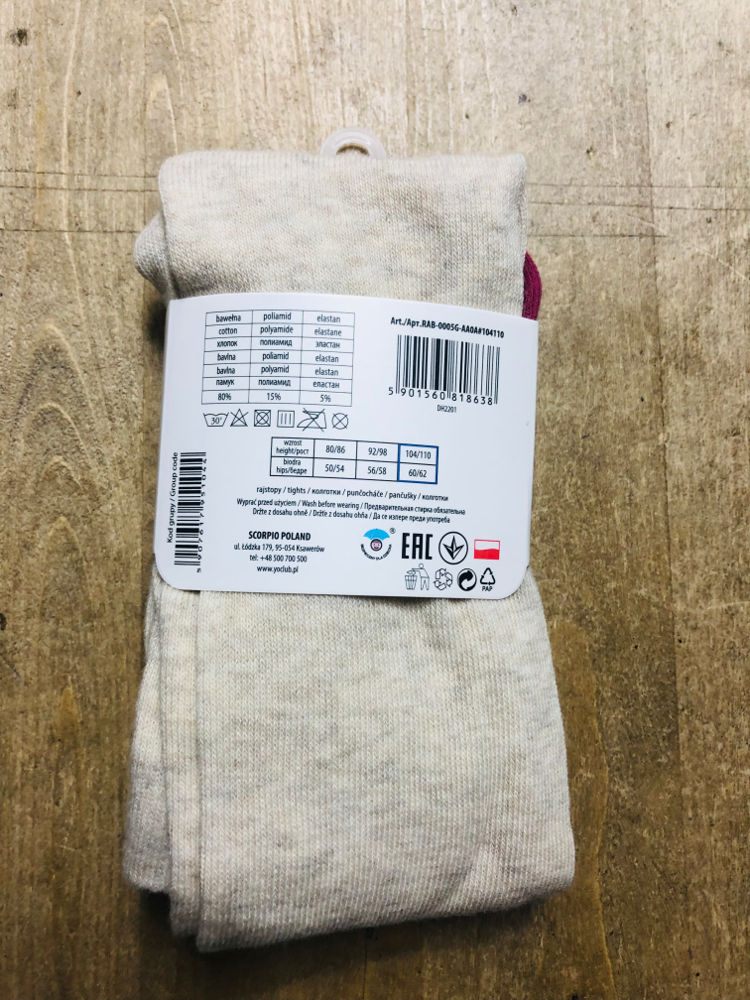 bawełna poliamid elastan
cotton polyamide elastane
хлопок полиамид эластан
bavlna poliamid elastan
bavlna polyamid elastan
памук полиамид еластан
80% 15% 5%
Art./Арт.RAB-0005G-AA0A#104110
5 901560 818638
DH2201
30°
wzrost
height/рост 80/86 92/98 104/110
biodra
hips/бедре 50/54 56/58 60/62
Kod grupy / Group code
rajstopy / tights / колготки / punčocháče / pančušky / колготки
Wyprać przed użyciem / Wash before wearing / Предварительная стирка обязательна
Držte z dosahu ohně / Držte z dosahu ohňa / Да се изпере преди употреба
SCORPIO POLAND
ul. Łódzka 179, 95-054 Ksawerów
tel: +48 500 700 500
www.yoclub.pl
®
EAC
PAP